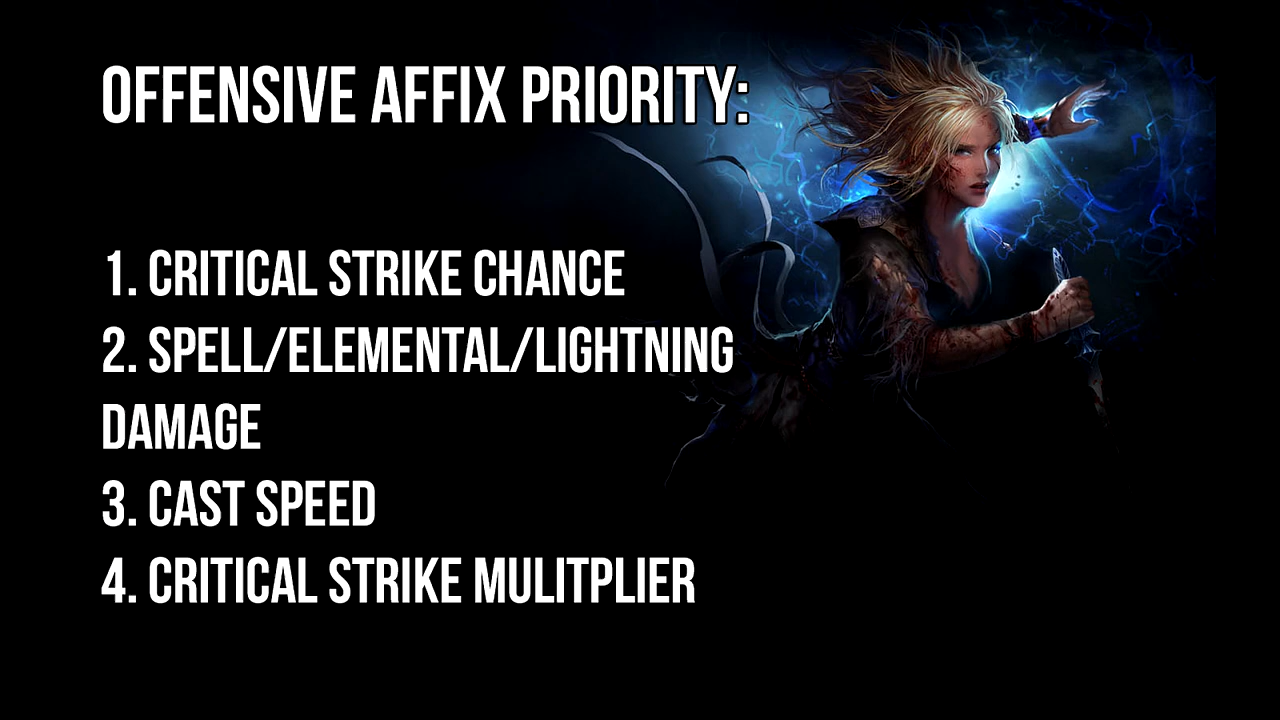 OFFENSIVE AFFIX PRIORITY:
1. CRITICAL STRIKE CHANCE
2. SPELL/ELEMENTAL/LIGHTNING
DAMAGE
3. CAST SPEED
4. CRITICAL STRIKE MULITPLIER